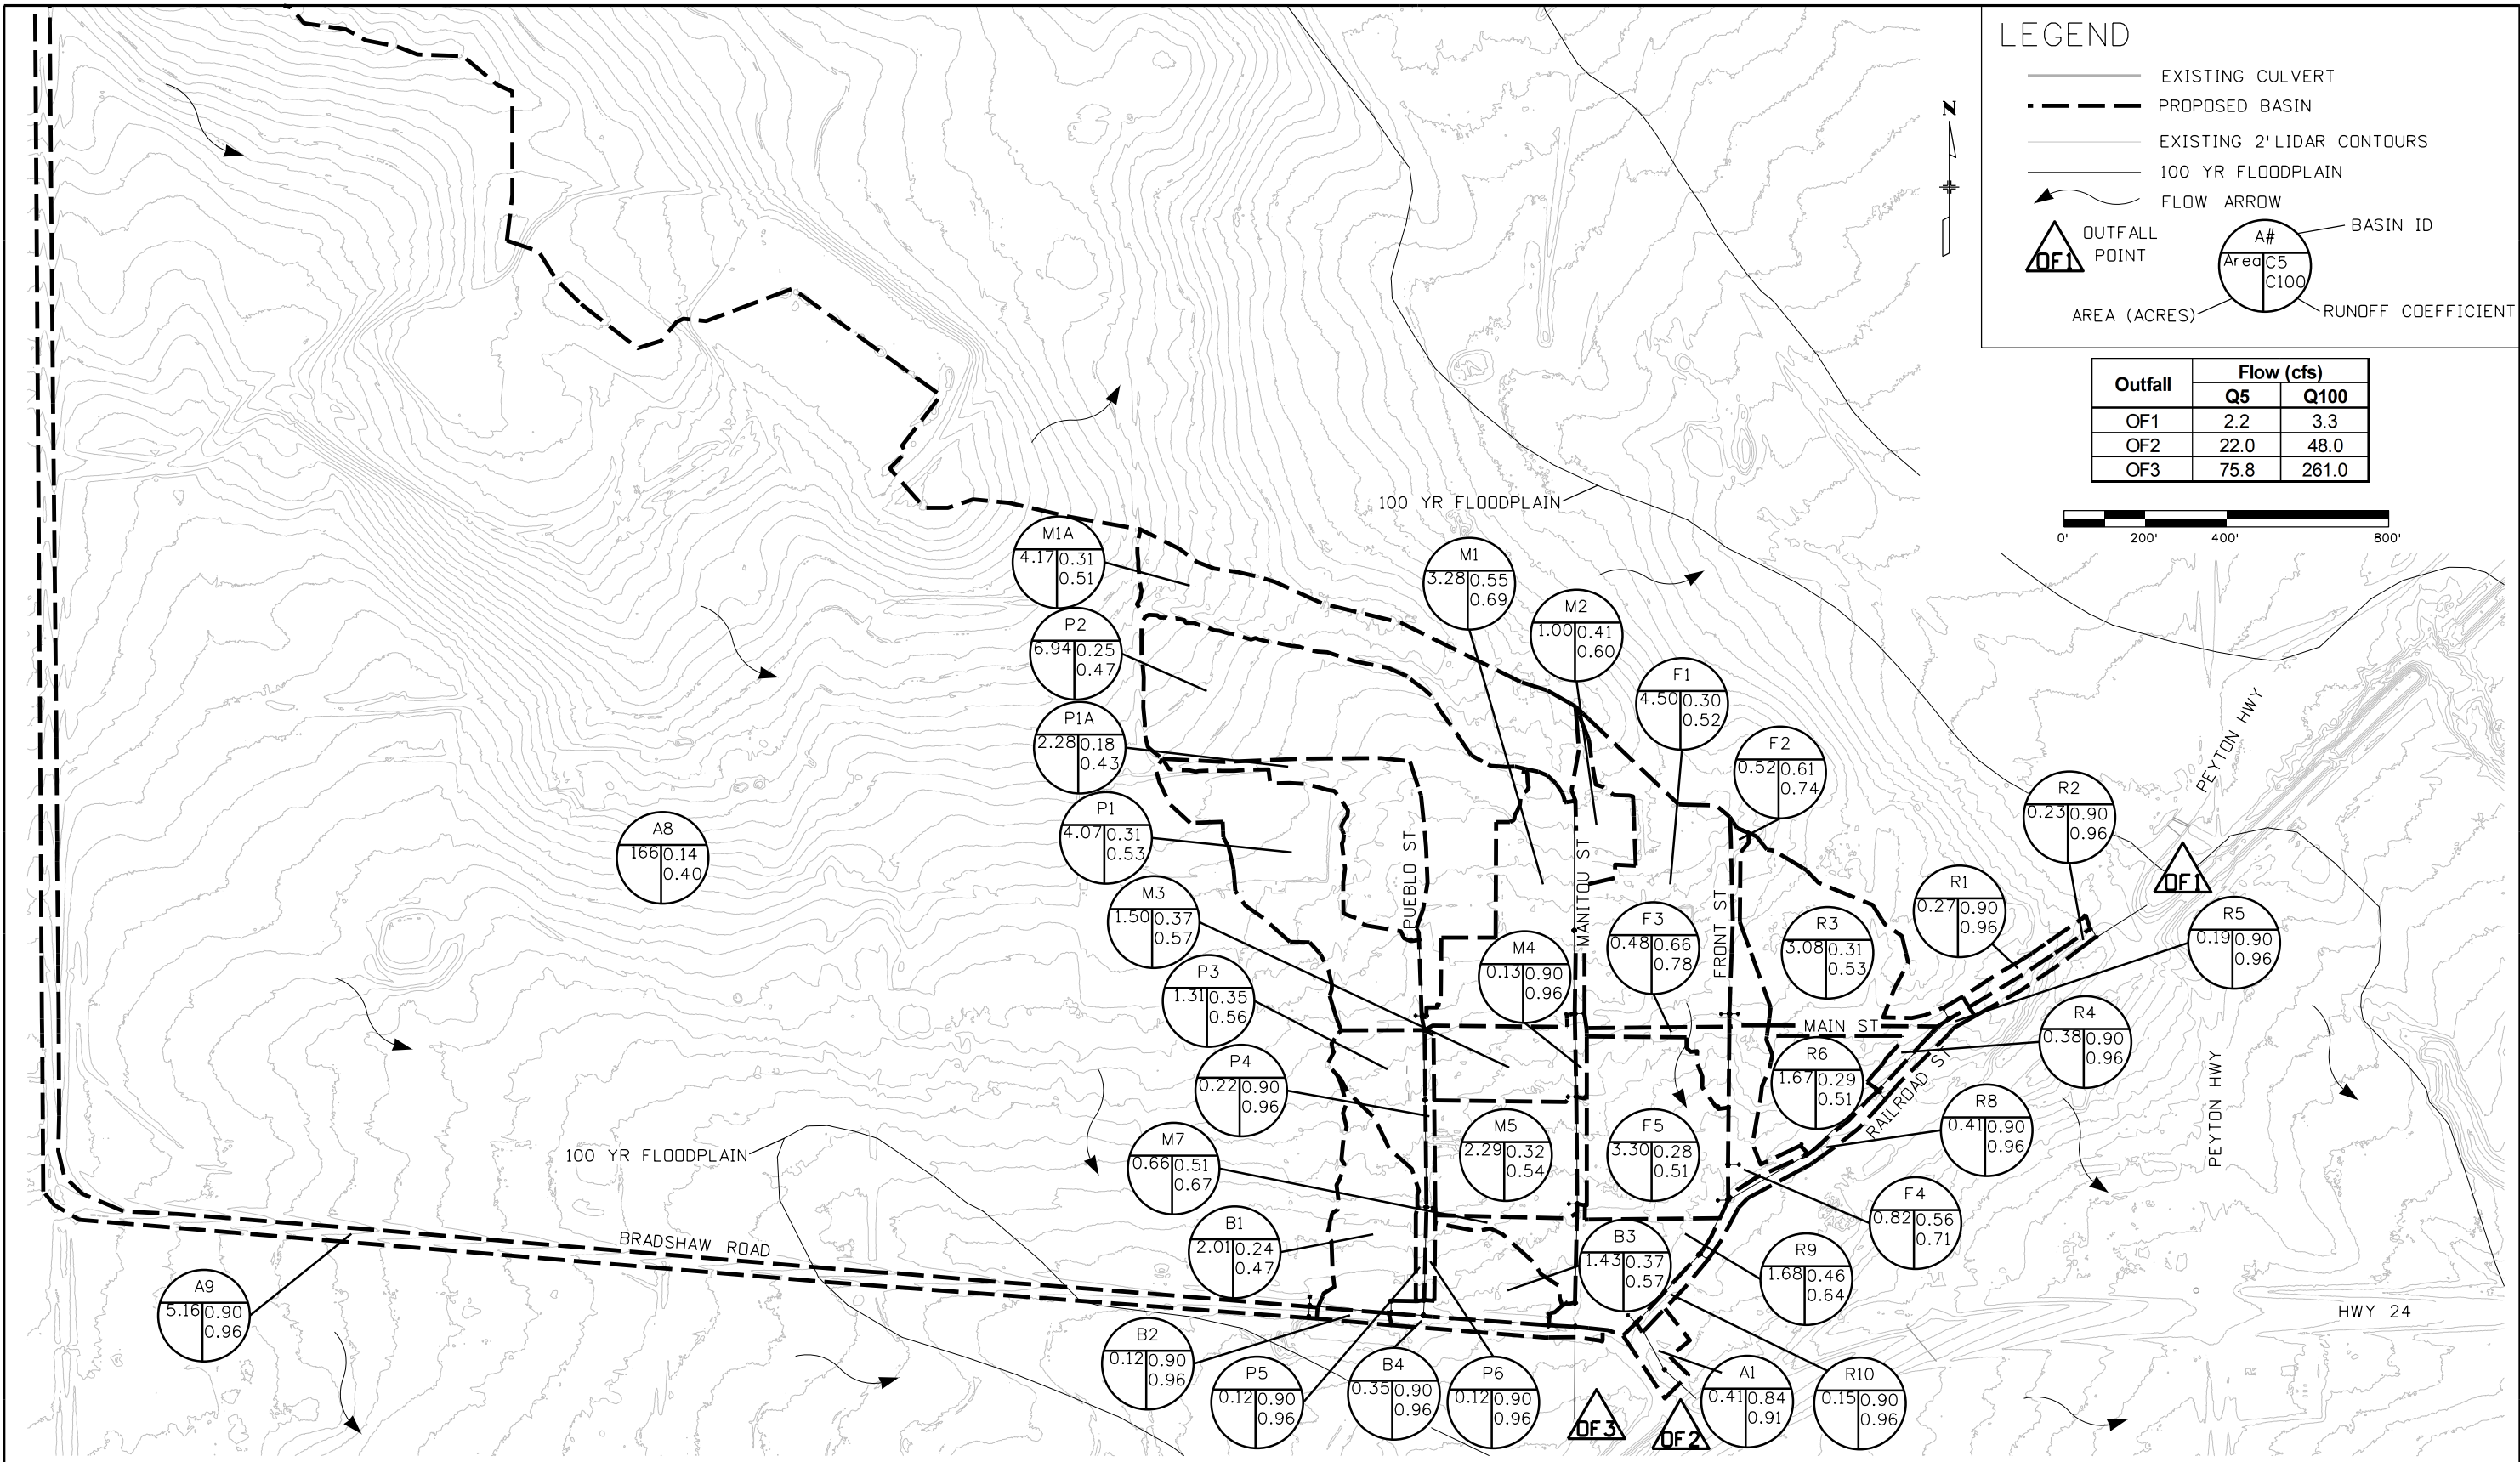 LEGEND
EXISTING CULVERT
PROPOSED BASIN
EXISTING 2' LIDAR CONTOURS
100 YR FLOODPLAIN
FLOW ARROW
OF1
OUTFALL
POINT
A#
Area C5
C100
BASIN ID
AREA (ACRES)
RUNOFF COEFFICIENT
N
Outfall Flow (cfs)
Q5 Q100
OF1 2.2 3.3
OF2 22.0 48.0
OF3 75.8 261.0
0' 200' 400' 800'
100 YR FLOODPLAIN
M1A
4.17 0.31
0.51
M1
3.28 0.55
0.69
M2
1.00 0.41
0.60
P2
6.94 0.25
0.47
F1
4.50 0.30
0.52
P1A
2.28 0.18
0.43
F2
0.52 0.61
0.74
PEYTON HWY
R2
0.23 0.90
0.96
P1
4.07 0.31
0.53
A8
166 0.14
0.40
PUEBLO ST
MANITOU ST
FRONT ST
OF1
M3
1.50 0.37
0.57
R1
0.27 0.90
0.96
F3
0.48 0.66
0.78
R3
3.08 0.31
0.53
R5
0.19 0.90
0.96
M4
0.13 0.90
0.96
P3
1.31 0.35
0.56
MAIN ST
R4
0.38 0.90
0.96
R6
1.67 0.29
0.51
P4
0.22 0.90
0.96
RAILROAD ST
PEYTON HWY
R8
0.41 0.90
0.96
M5
2.29 0.32
0.54
F5
3.30 0.28
0.51
M7
0.66 0.51
0.67
100 YR FLOODPLAIN
F4
0.82 0.56
0.71
B1
2.01 0.24
0.47
B3
1.43 0.37
0.57
R9
1.68 0.46
0.64
BRADSHAW ROAD
A9
5.16 0.90
0.96
HWY 24
B2
0.12 0.90
0.96
P5
0.12 0.90
0.96
B4
0.35 0.90
0.96
P6
0.12 0.90
0.96
OF3
OF2
A1
0.41 0.84
0.91
R10
0.15 0.90
0.96